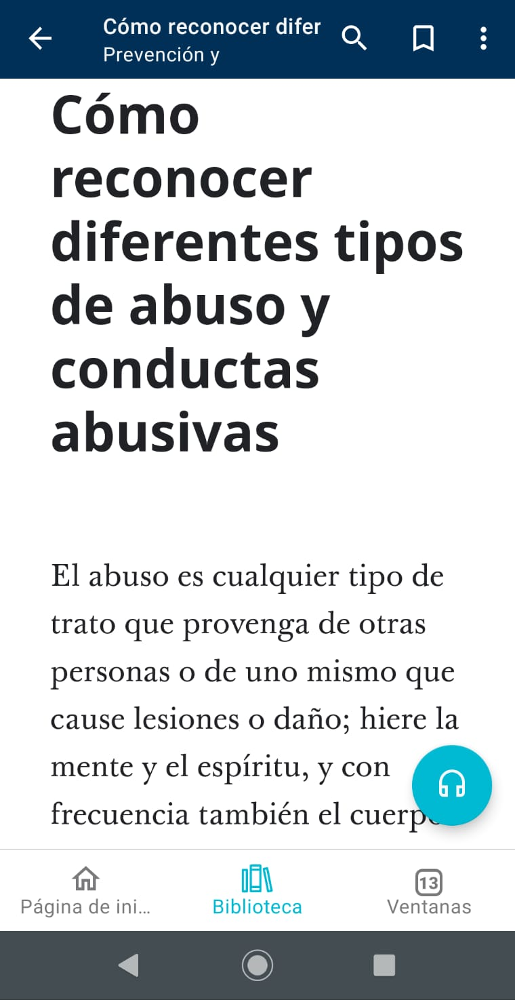 Cómo reconocer difer
Prevención y
Cómo
reconocer
diferentes tipos
de abuso y
conductas
abusivas
El abuso es cualquier tipo de
trato que provenga de otras
personas o de uno mismo que
cause lesiones o daño; hiere la
mente y el espíritu, y con
frecuencia también el cuerpo
Página de ini...
Biblioteca
13
Ventanas